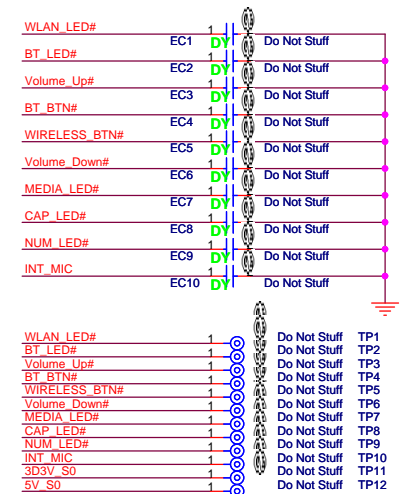 WLAN_LED#
1
EC1 DY Do Not Stuff
BT_LED#
1
EC2 DY Do Not Stuff
Volume_Up#
1
EC3 DY Do Not Stuff
BT_BTN#
1
EC4 DY Do Not Stuff
WIRELESS_BTN#
1
EC5 DY Do Not Stuff
Volume_Down#
1
EC6 DY Do Not Stuff
MEDIA_LED#
1
EC7 DY Do Not Stuff
CAP_LED#
1
EC8 DY Do Not Stuff
NUM_LED#
1
EC9 DY Do Not Stuff
INT_MIC
1
EC10 DY Do Not Stuff
WLAN_LED# 1 Do Not Stuff TP1
BT_LED# 1 Do Not Stuff TP2
Volume_Up# 1 Do Not Stuff TP3
BT_BTN# 1 Do Not Stuff TP4
WIRELESS_BTN# 1 Do Not Stuff TP5
Volume_Down# 1 Do Not Stuff TP6
MEDIA_LED# 1 Do Not Stuff TP7
CAP_LED# 1 Do Not Stuff TP8
NUM_LED# 1 Do Not Stuff TP9
INT_MIC 1 Do Not Stuff TP10
3D3V_S0 1 Do Not Stuff TP11
5V_S0 1 Do Not Stuff TP12